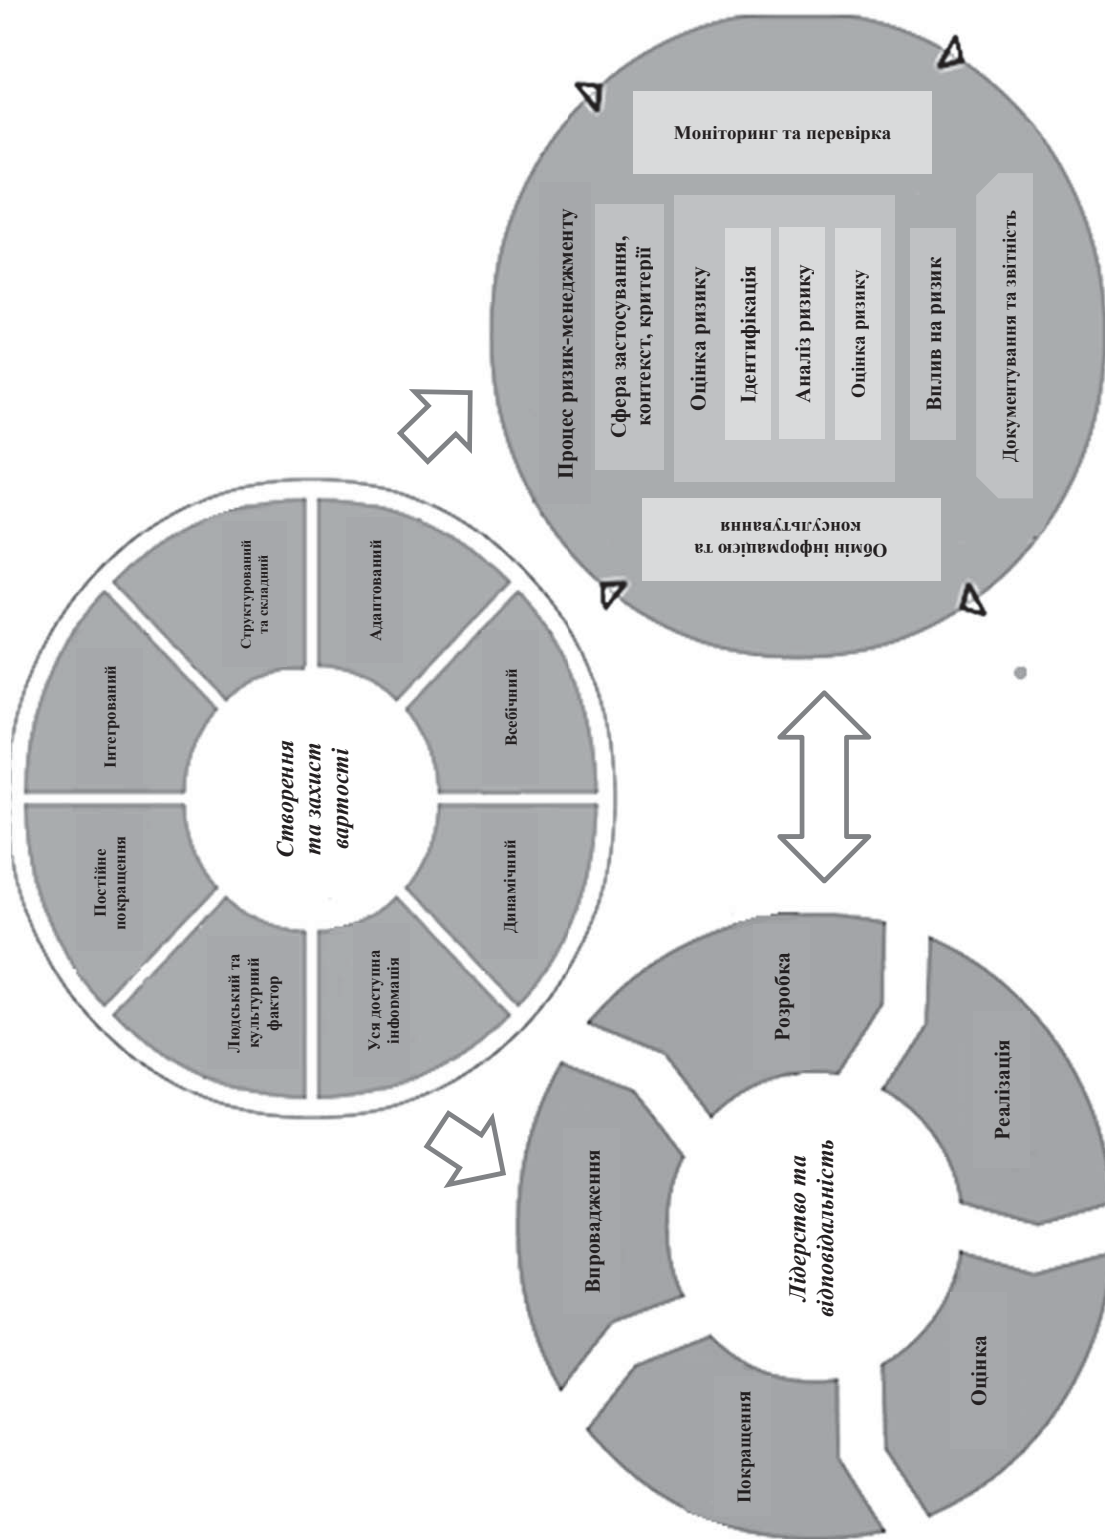 Постійне
покращення
Інтегрований
Людський та
культурний
фактор
Структурований
та складний
Створення
та захист
вартості
Уся доступна
інформація
Адаптований
Динамічний
Всебічний
Впровадження
Покращення
Розробка
Лідерство та
відповідальність
Оцінка
Реалізація
Процес ризик-менеджменту
Сфера застосування,
контекст, критерії
Обмін інформацією та
консультування
Оцінка ризику
Ідентифікація
Аналіз ризику
Оцінка ризику
Моніторинг та перевірка
Вплив на ризик
Документування та звітність